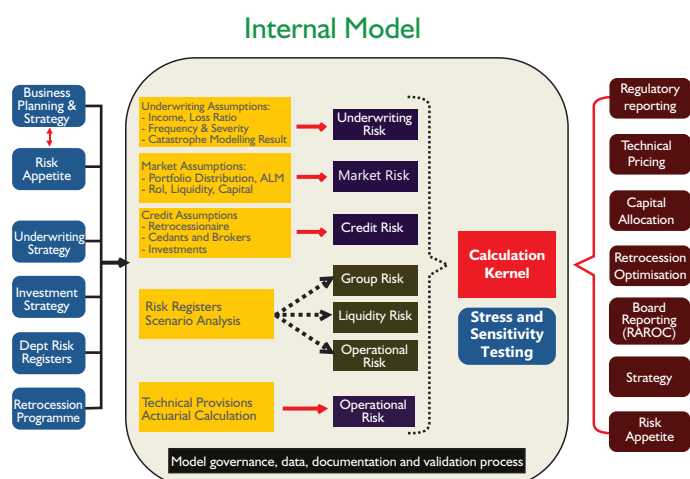 Internal Model
Business
Planning &
Strategy
Risk
Appetite
Underwriting
Strategy
Investment
Strategy
Dept Risk
Registers
Retrocession
Programme
Underwriting Assumptions:
- Income, Loss Ratio
- Frequency & Severity
- Catastrophe Modelling Result
Market Assumptions:
- Portfolio Distribution, ALM
- RoI, Liquidity, Capital
Credit Assumptions
- Retrocessionaire
- Cedants and Brokers
- Investments
Risk Registers
Scenario Analysis
Technical Provisions
Actuarial Calculation
Underwriting
Risk
Market Risk
Credit Risk
Group Risk
Liquidity Risk
Operational
Risk
Operational
Risk
Calculation
Kernel
Stress and
Sensitivity
Testing
Model governance, data, documentation and validation process
Regulatory
reporting
Technical
Pricing
Capital
Allocation
Retrocession
Optimisation
Board
Reporting
(RAROC)
Strategy
Risk
Appetite